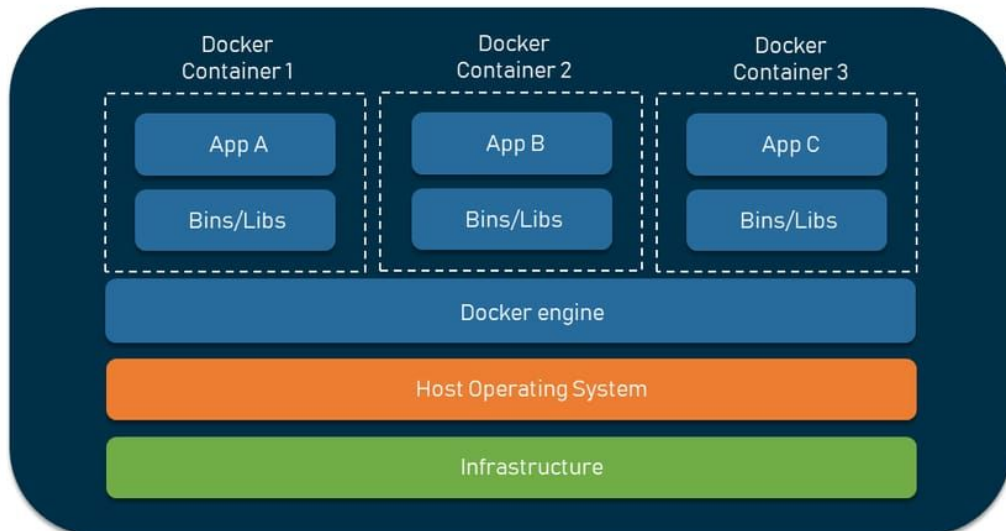 Docker
Container 1
Docker
Container 2
Docker
Container 3
App A
App B
App C
Bins/Libs
Bins/Libs
Bins/Libs
Docker engine
Host Operating System
Infrastructure